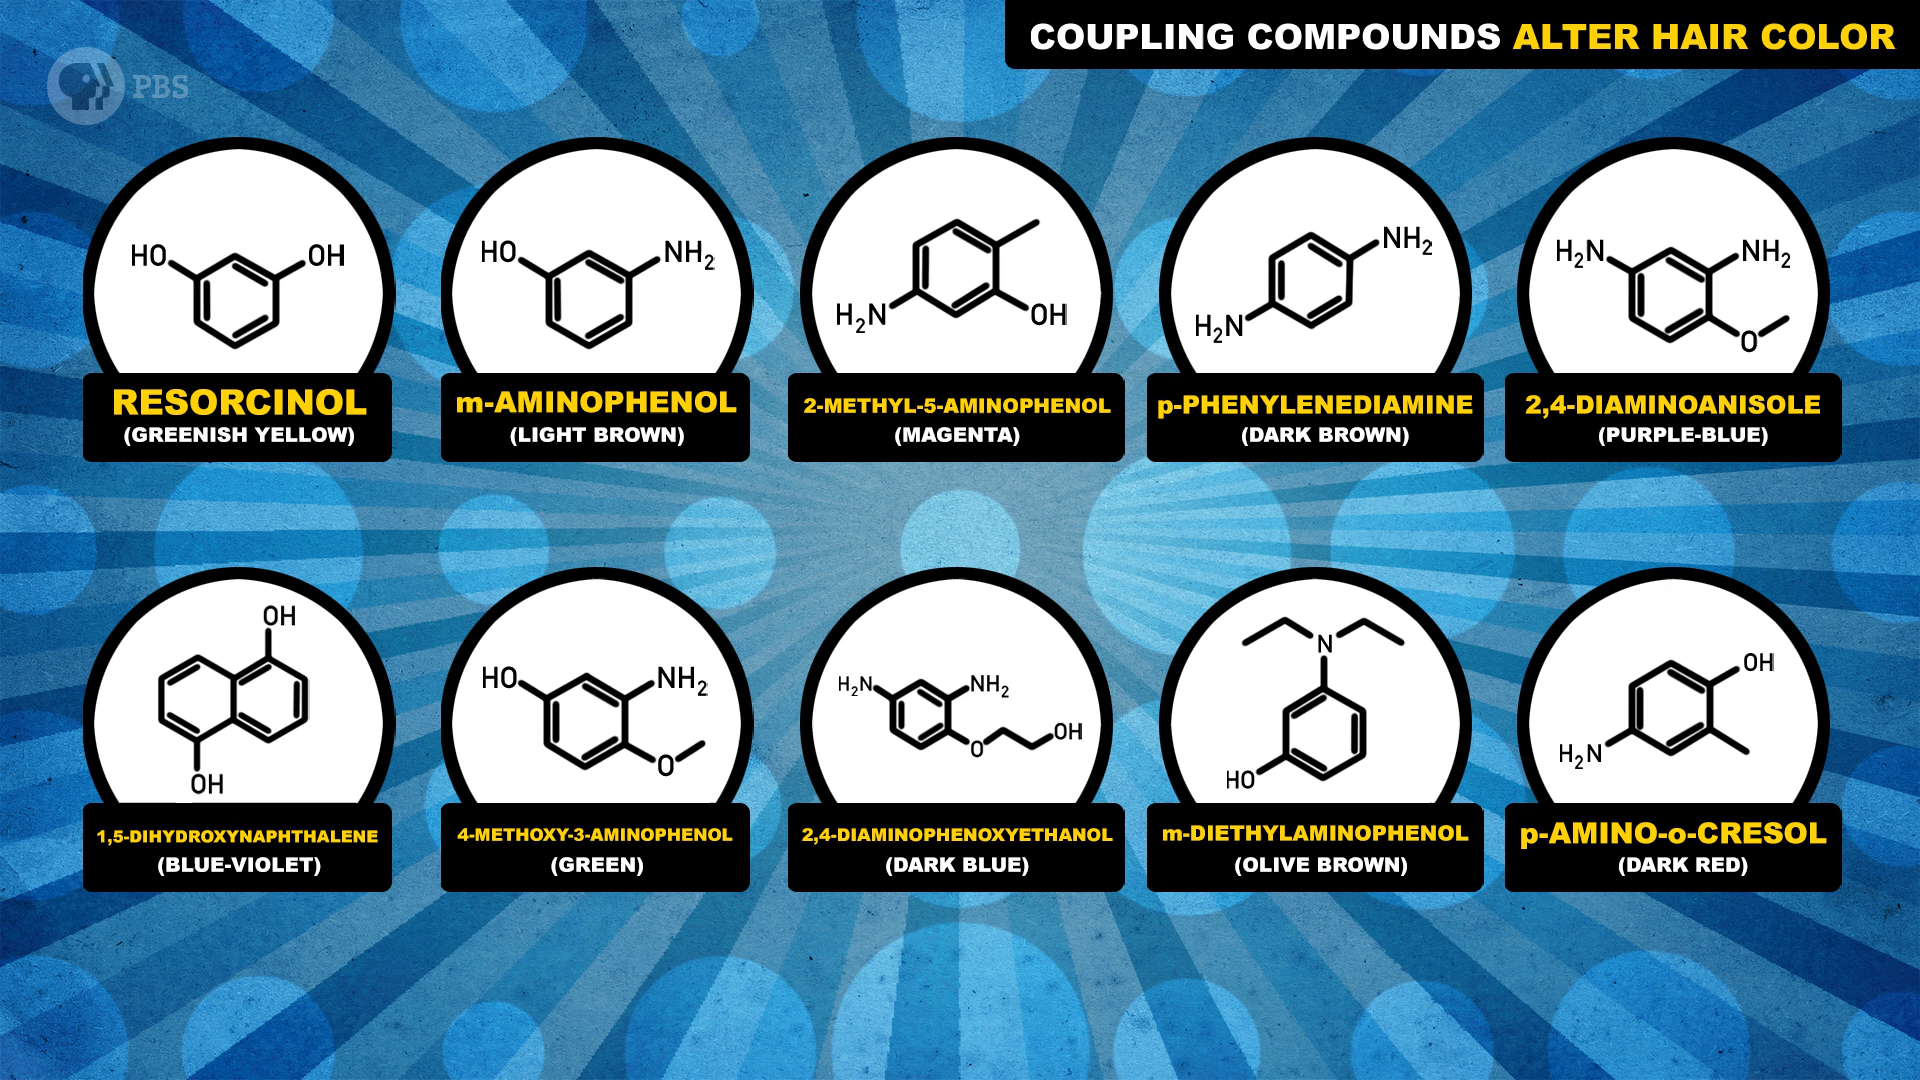 COUPLING COMPOUNDS ALTER HAIR COLOR
PBS
HO OH
RESORCINOL
(GREENISH YELLOW)
HO NH₂
m-AMINOPHENOL
(LIGHT BROWN)
H₂N OH
2-METHYL-5-AMINOPHENOL
(MAGENTA)
NH₂
H₂N
p-PHENYLENEDIAMINE
(DARK BROWN)
H₂N NH₂
O
2,4-DIAMINOANISOLE
(PURPLE-BLUE)
OH
OH
1,5-DIHYDROXYNAPHTHALENE
(BLUE-VIOLET)
HO NH₂
O
4-METHOXY-3-AMINOPHENOL
(GREEN)
H₂N NH₂
O OH
2,4-DIAMINOPHENOXYETHANOL
(DARK BLUE)
N
HO
m-DIETHYLAMINOPHENOL
(OLIVE BROWN)
OH
H₂N
p-AMINO-o-CRESOL
(DARK RED)